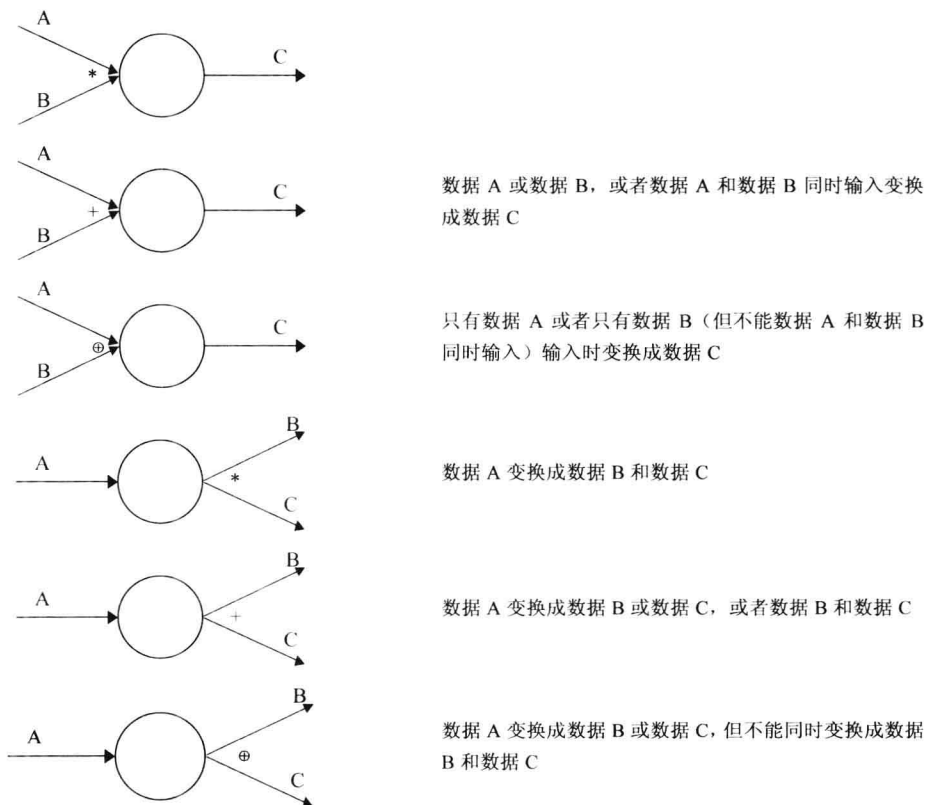 A
*
C
B
A
+
C
B
数据 A 或数据 B，或者数据 A 和数据 B 同时输入变换
成数据 C
A
⊕
C
B
只有数据 A 或者只有数据 B（但不能数据 A 和数据 B
同时输入）输入时变换成数据 C
A
B
*
C
数据 A 变换成数据 B 和数据 C
A
B
+
C
数据 A 变换成数据 B 或数据 C，或者数据 B 和数据 C
A
B
⊕
C
数据 A 变换成数据 B 或数据 C，但不能同时变换成数据
B 和数据 C